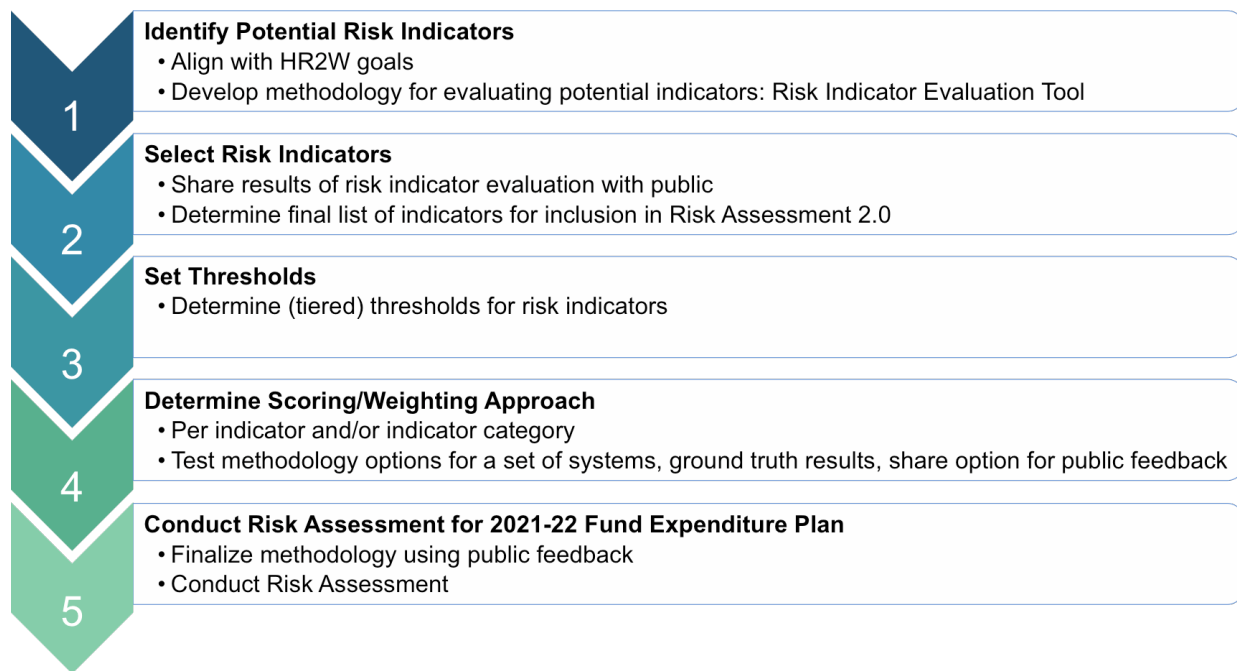 1
Identify Potential Risk Indicators
• Align with HR2W goals
• Develop methodology for evaluating potential indicators: Risk Indicator Evaluation Tool
2
Select Risk Indicators
• Share results of risk indicator evaluation with public
• Determine final list of indicators for inclusion in Risk Assessment 2.0
3
Set Thresholds
• Determine (tiered) thresholds for risk indicators
4
Determine Scoring/Weighting Approach
• Per indicator and/or indicator category
• Test methodology options for a set of systems, ground truth results, share option for public feedback
5
Conduct Risk Assessment for 2021-22 Fund Expenditure Plan
• Finalize methodology using public feedback
• Conduct Risk Assessment